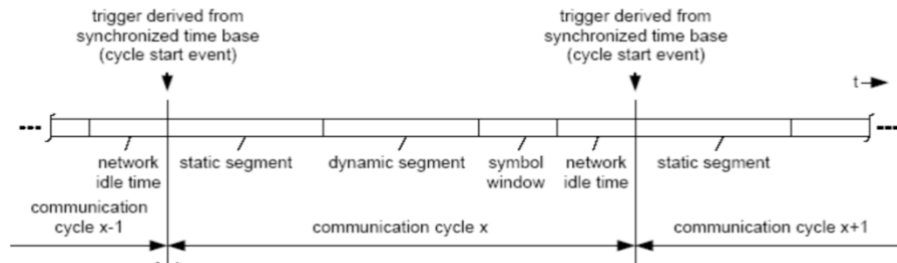 trigger derived from
synchronized time base
(cycle start event)
trigger derived from
synchronized time base
(cycle start event)
t
network
idle time
static segment
dynamic segment
symbol
window
network
idle time
static segment
communication
cycle x-1
communication cycle x
communication cycle x+1